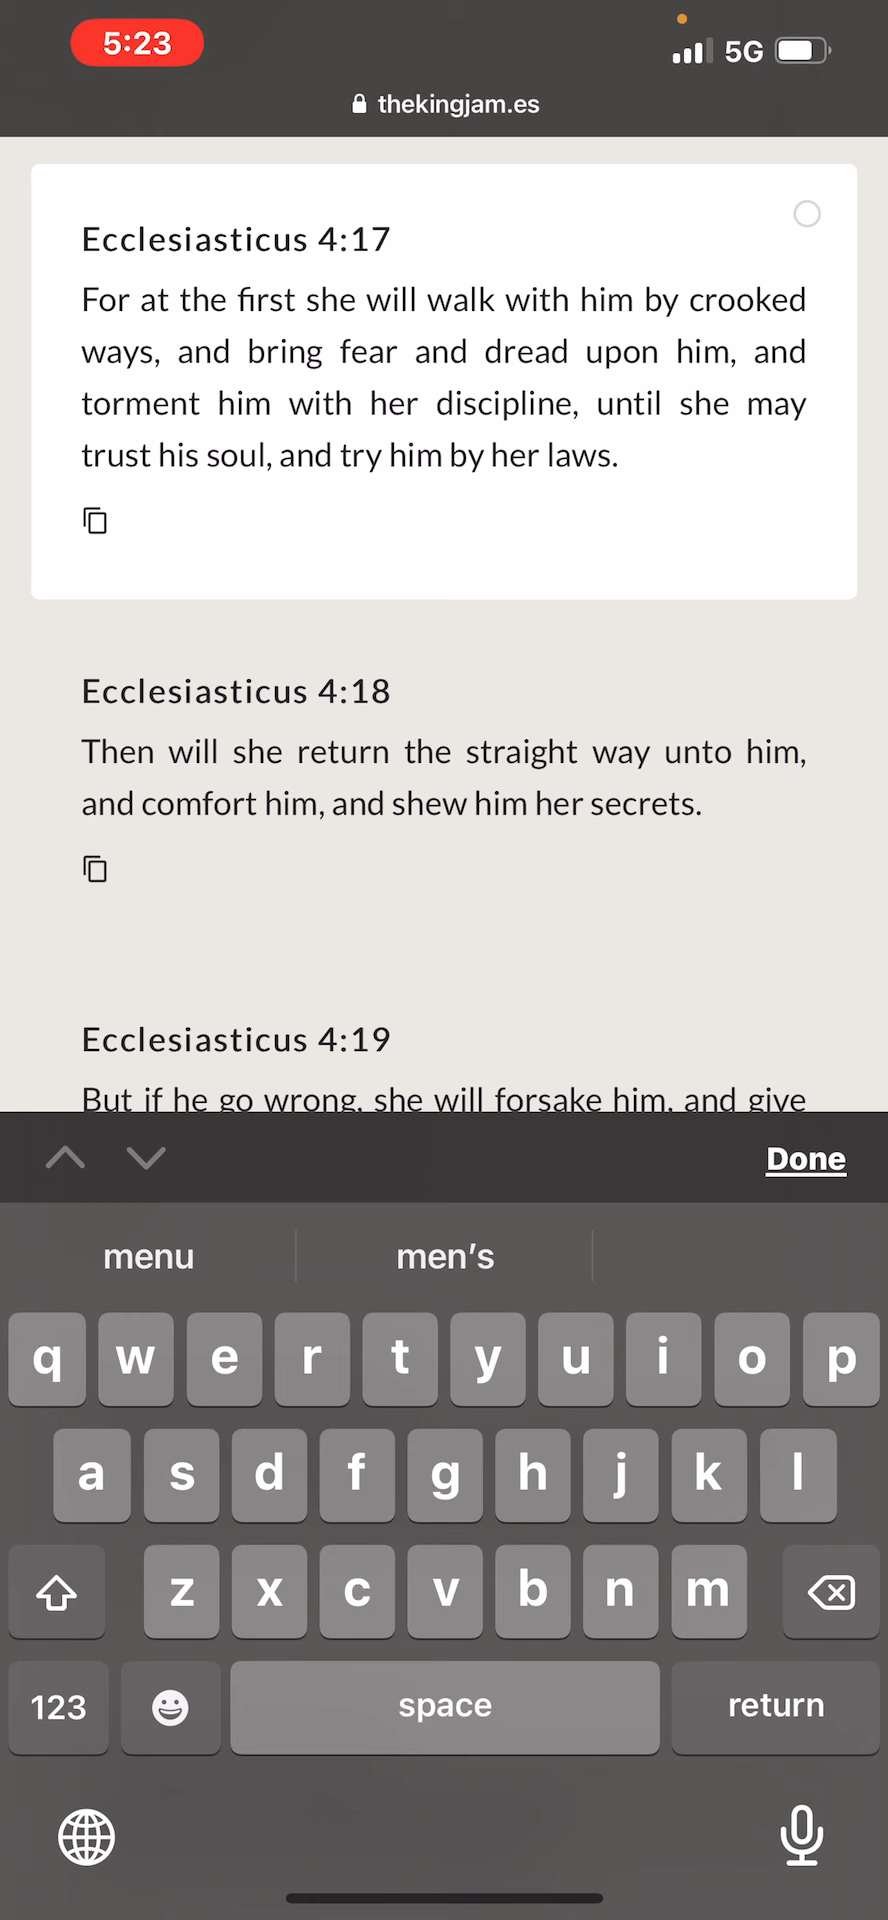 5:23
5G
thekingjam.es
Ecclesiasticus 4:17
For at the first she will walk with him by crooked
ways, and bring fear and dread upon him, and
torment him with her discipline, until she may
trust his soul, and try him by her laws.
Ecclesiasticus 4:18
Then will she return the straight way unto him,
and comfort him, and shew him her secrets.
Ecclesiasticus 4:19
But if he go wrong, she will forsake him, and give
Done
menu men's
q w e r t y u i o p
a s d f g h j k l
z x c v b n m
123 space return